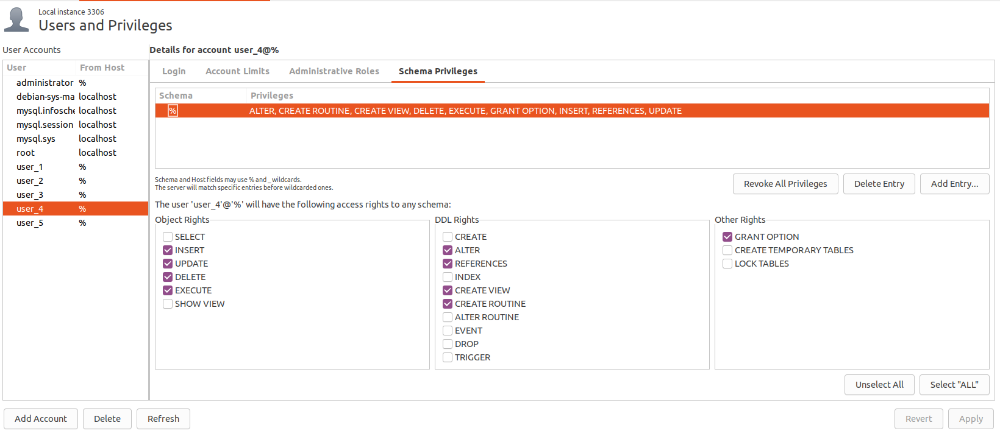 Local instance 3306
Users and Privileges
User Accounts
Details for account user_4@%
User From Host
administrator %
debian-sys-ma localhost
mysql.infosche localhost
mysql.session localhost
mysql.sys localhost
root localhost
user_1 %
user_2 %
user_3 %
user_4 %
user_5 %
Login Account Limits Administrative Roles Schema Privileges
Schema Privileges
% ALTER, CREATE ROUTINE, CREATE VIEW, DELETE, EXECUTE, GRANT OPTION, INSERT, REFERENCES, UPDATE
Schema and Host fields may use % and _ wildcards.
The server will match specific entries before wildcarded ones.
Revoke All Privileges Delete Entry Add Entry...
The user 'user_4'@'%' will have the following access rights to any schema:
Object Rights
SELECT
INSERT
UPDATE
DELETE
EXECUTE
SHOW VIEW
DDL Rights
CREATE
ALTER
REFERENCES
INDEX
CREATE VIEW
CREATE ROUTINE
ALTER ROUTINE
EVENT
DROP
TRIGGER
Other Rights
GRANT OPTION
CREATE TEMPORARY TABLES
LOCK TABLES
Unselect All Select "ALL"
Add Account Delete Refresh Revert Apply